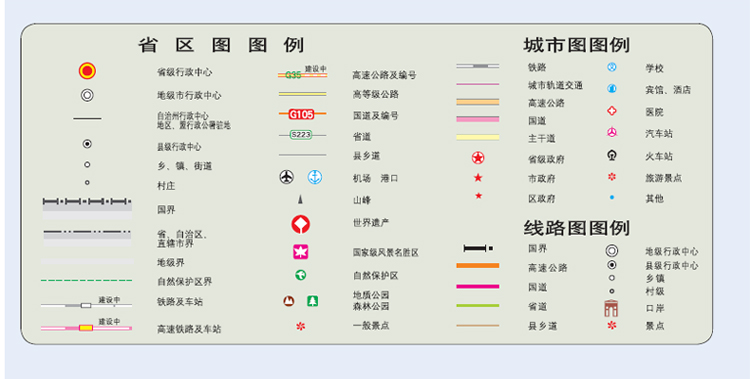 省区图图例
省级行政中心
地级市行政中心
自治州行政中心
地区、盟行政公署驻地
县级行政中心
乡、镇、街道
村庄
国界
省、自治区、
直辖市界
地级界
自然保护区界
建设中
铁路及车站
建设中
高速铁路及车站
建设中
G35
高速公路及编号
高等级公路
G105
国道及编号
S223
省道
县乡道
机场 港口
山峰
世界遗产
国家级风景名胜区
自然保护区
地质公园
森林公园
一般景点
城市图图例
铁路
城市轨道交通
高速公路
国道
主干道
省级政府
市政府
区政府
学校
宾馆、酒店
医院
汽车站
火车站
旅游景点
其他
线路图图例
国界
高速公路
国道
省道
县乡道
地级行政中心
县级行政中心
乡镇
村级
口岸
景点